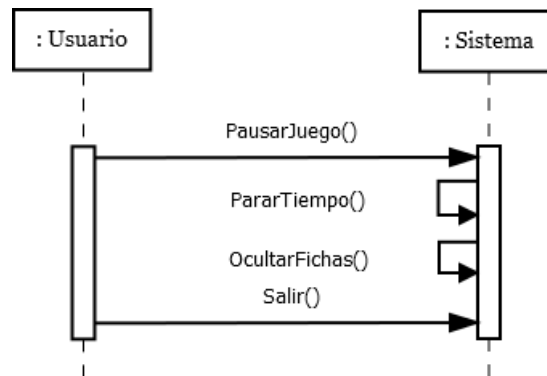 : Usuario
: Sistema
PausarJuego()
PararTiempo()
OcultarFichas()
Salir()